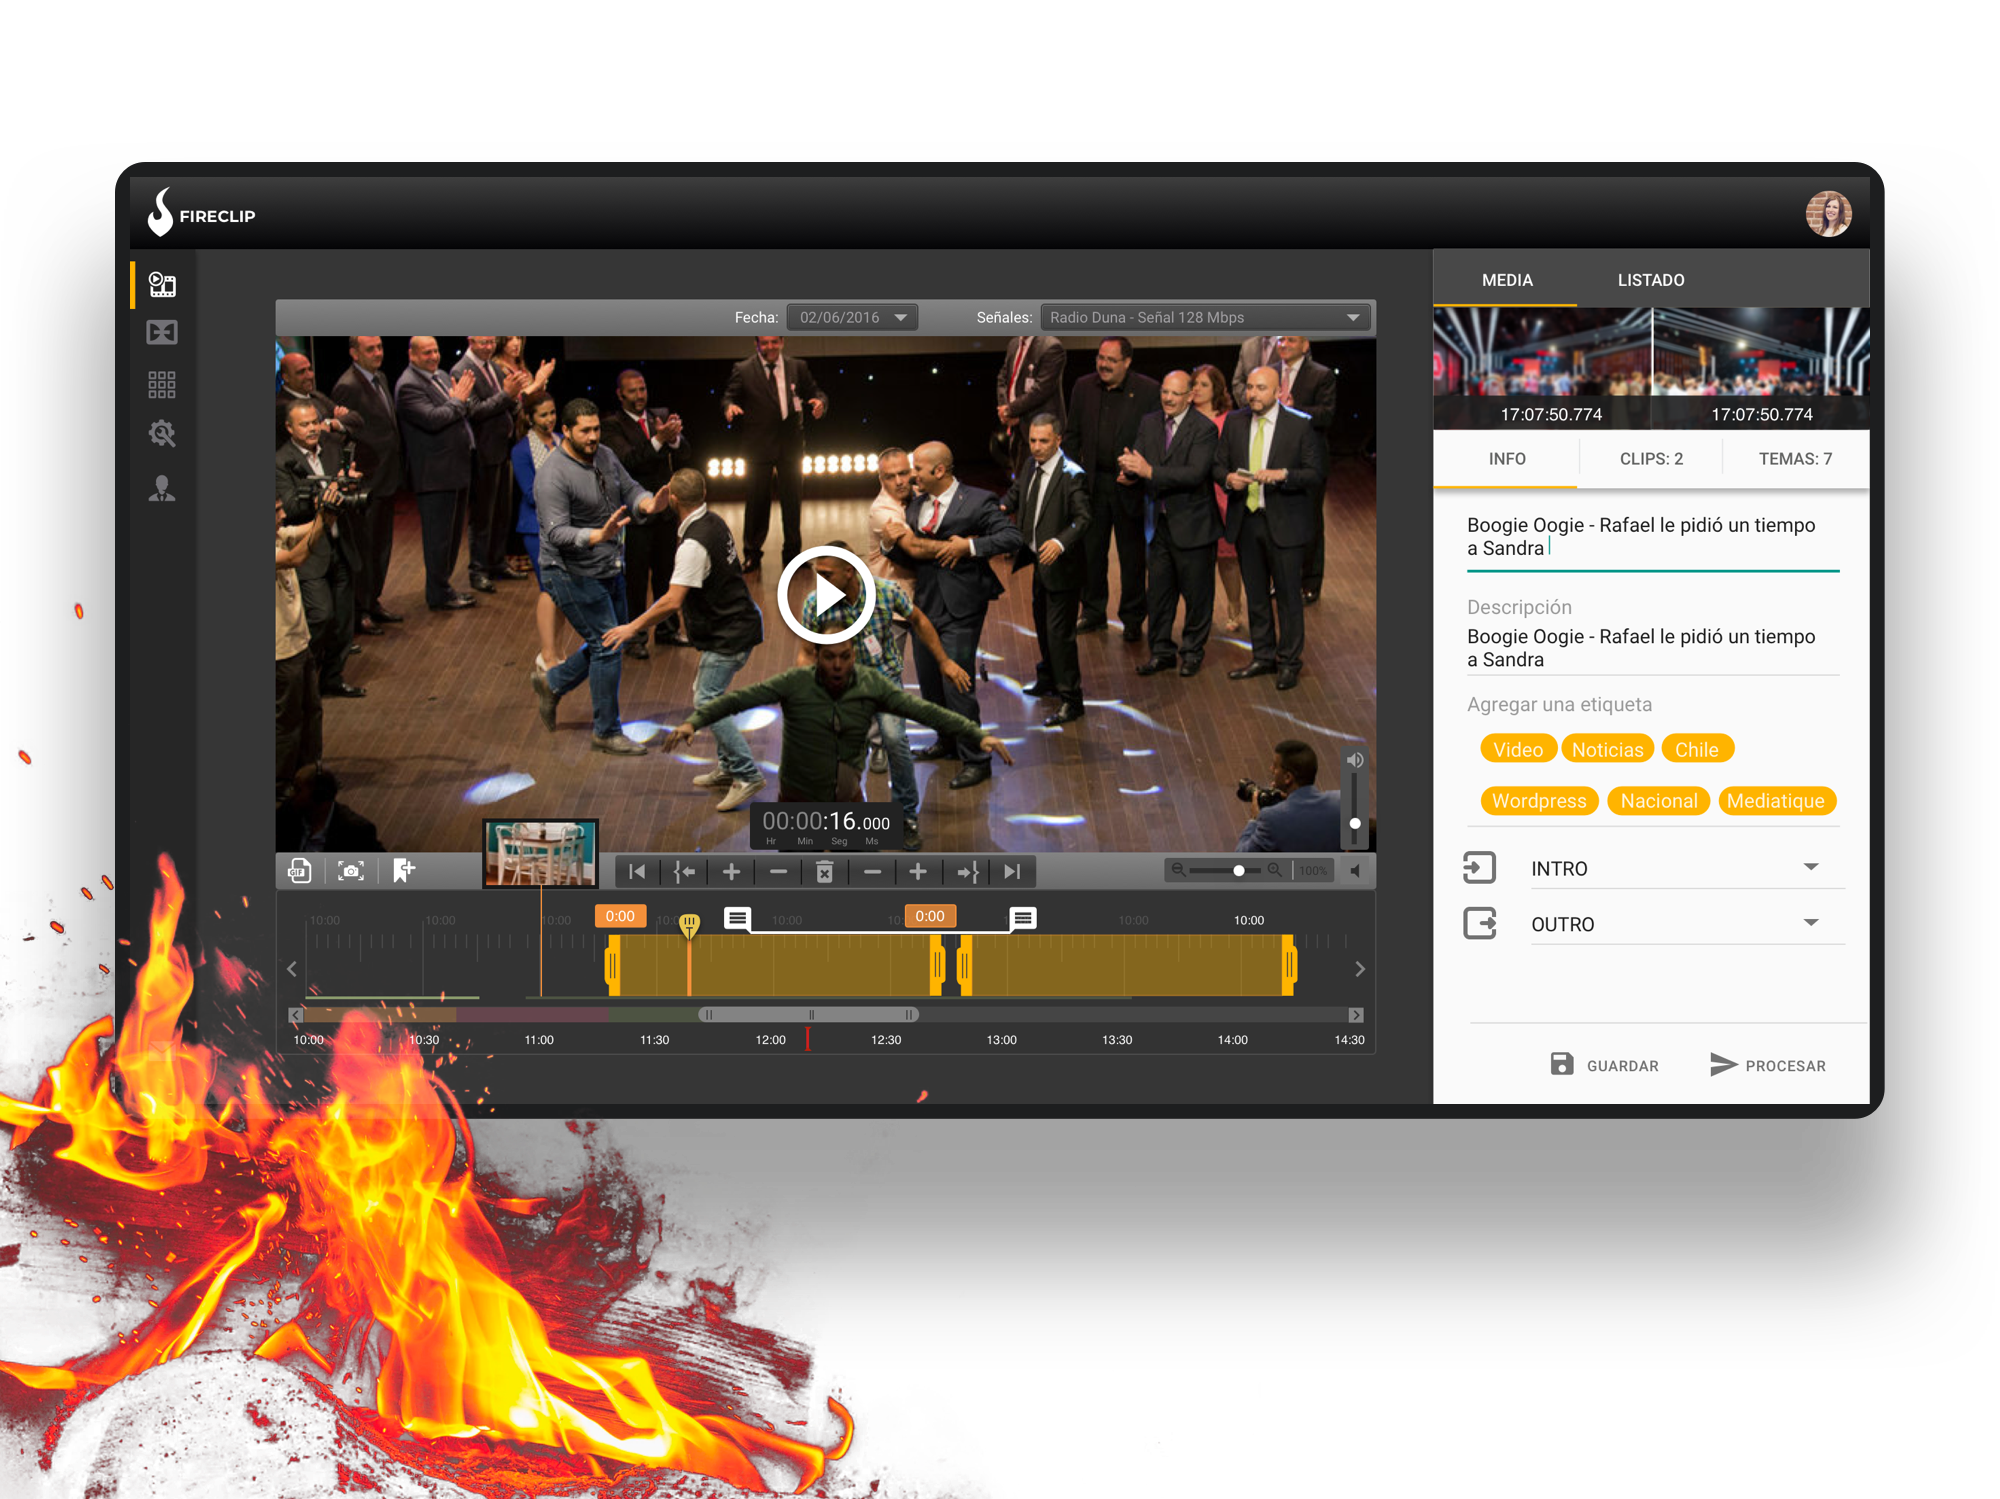 FIRECLIP
Fecha: 02/06/2016 Señales: Radio Duna - Señal 128 Mbps
00:00:16.000
Hr Min Seg Ms
GIF
100%
10:00 10:00 10:00 0:00 10:0 10:00 10: 0:00 10:00 10:00
10:00 10:30 11:00 11:30 12:00 12:30 13:00 13:30 14:00 14:30
MEDIA LISTADO
17:07:50.774 17:07:50.774
INFO CLIPS: 2 TEMAS: 7
Boogie Oogie - Rafael le pidió un tiempo
a Sandra
Descripción
Boogie Oogie - Rafael le pidió un tiempo
a Sandra
Agregar una etiqueta
Video Noticias Chile
Wordpress Nacional Mediatique
INTRO
OUTRO
GUARDAR PROCESAR